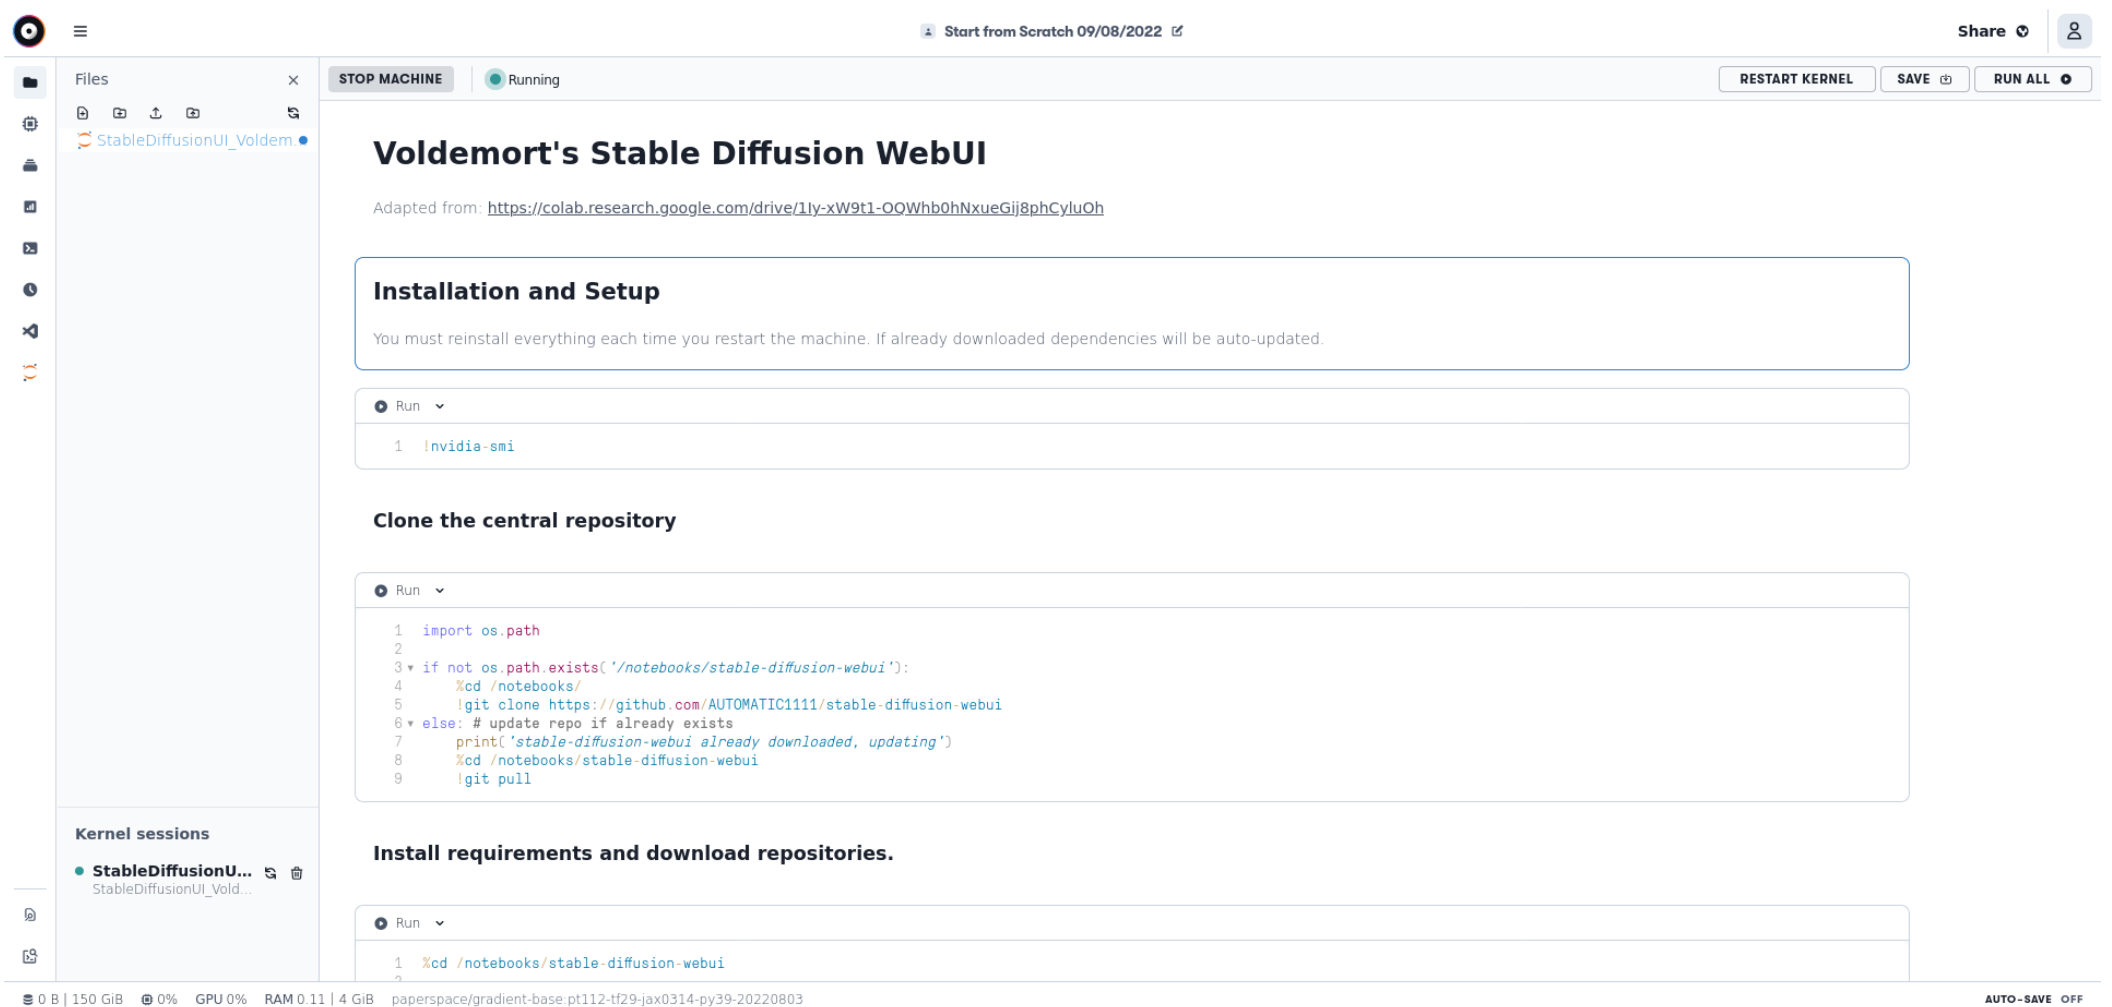 Start from Scratch 09/08/2022
Share
Files
STOP MACHINE
Running
RESTART KERNEL
SAVE
RUN ALL
StableDiffusionUI_Voldem.
Voldemort's Stable Diffusion WebUI
Adapted from: https://colab.research.google.com/drive/1Iy-xW9t1-OQWhb0hNxueGij8phCyluOh
Installation and Setup
You must reinstall everything each time you restart the machine. If already downloaded dependencies will be auto-updated.
Run
1 !nvidia-smi
Clone the central repository
Run
1 import os.path
2
3 if not os.path.exists('/notebooks/stable-diffusion-webui'):
4 %cd /notebooks/
5 !git clone https://github.com/AUTOMATIC1111/stable-diffusion-webui
6 else: # update repo if already exists
7 print('stable-diffusion-webui already downloaded, updating')
8 %cd /notebooks/stable-diffusion-webui
9 !git pull
Install requirements and download repositories.
Run
1 %cd /notebooks/stable-diffusion-webui
Kernel sessions
StableDiffusionU...
StableDiffusionUI_Vold...
0 B | 150 GiB
0%
GPU 0%
RAM 0.11 | 4 GiB
paperspace/gradient-base:pt112-tf29-jax0314-py39-20220803
AUTO-SAVE OFF